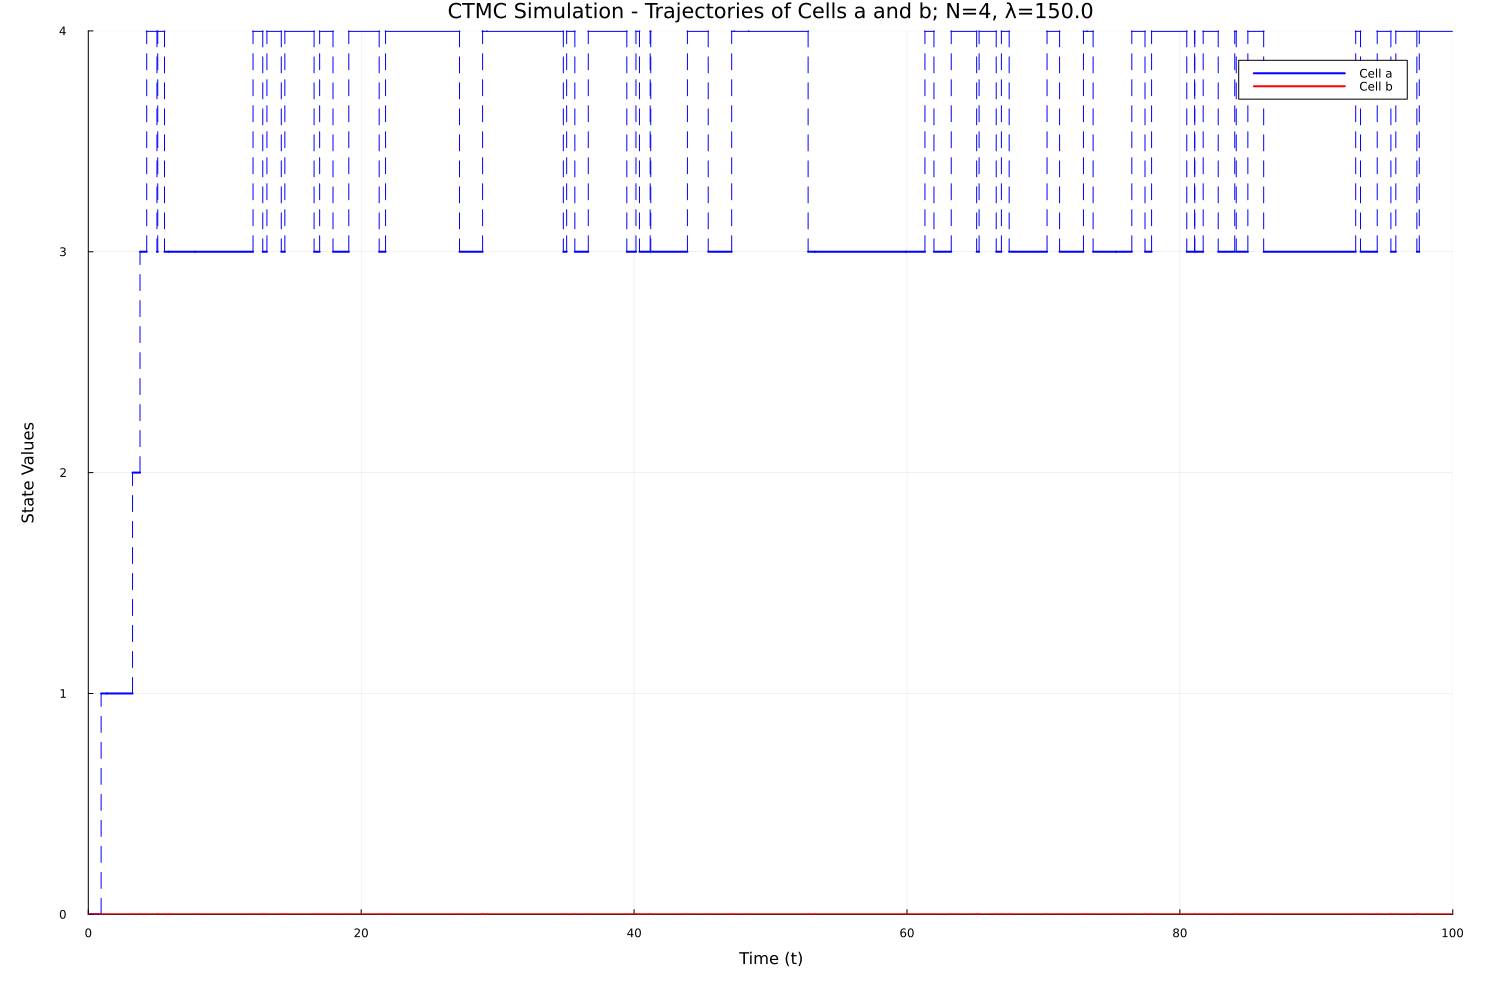 CTMC Simulation - Trajectories of Cells a and b; N=4, λ=150.0
4
Cell a
Cell b
3
State Values
2
1
0
0 20 40 60 80 100
Time (t)